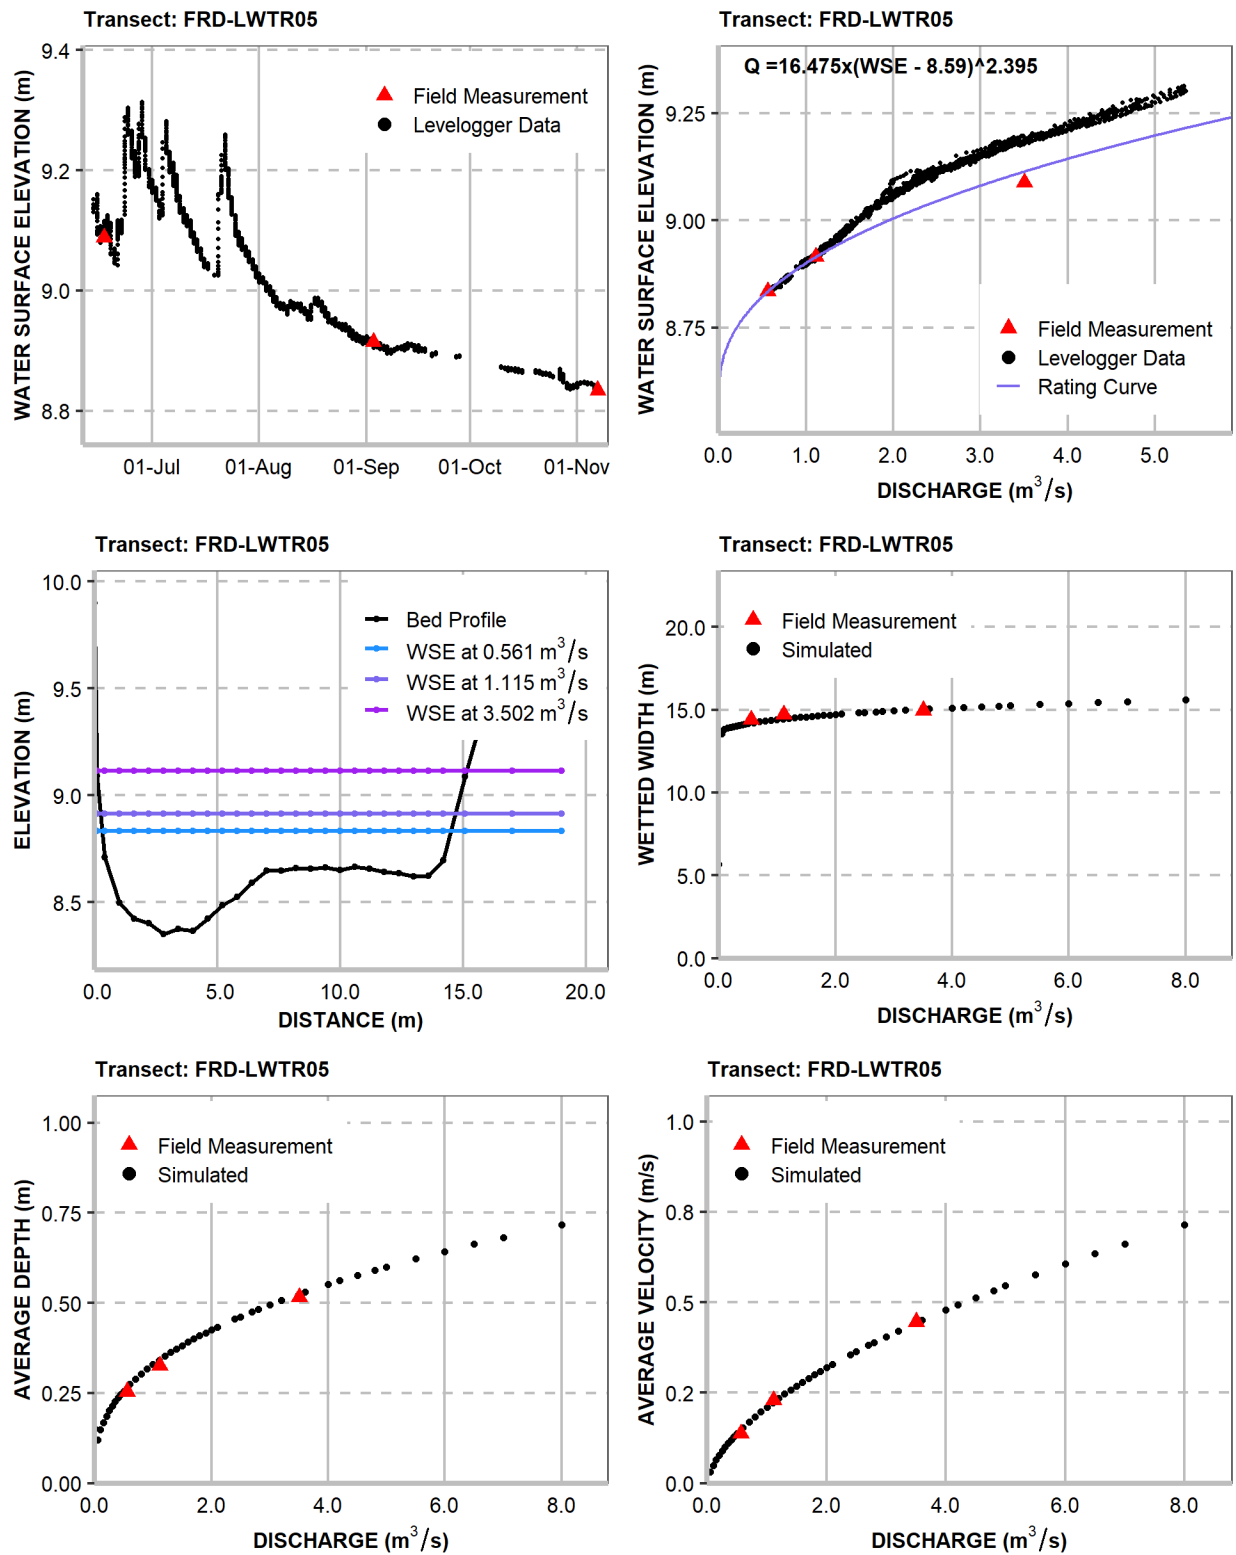 Transect: FRD-LWTR05
WATER SURFACE ELEVATION (m)
9.4
9.2
9.0
8.8
Field Measurement
Levelogger Data
01-Jul
01-Aug
01-Sep
01-Oct
01-Nov
Transect: FRD-LWTR05
Q =16.475x(WSE - 8.59)^2.395
WATER SURFACE ELEVATION (m)
9.25
9.00
8.75
Field Measurement
Levelogger Data
Rating Curve
0.0
1.0
2.0
3.0
4.0
5.0
DISCHARGE (m³/s)
Transect: FRD-LWTR05
ELEVATION (m)
10.0
9.5
9.0
8.5
Bed Profile
WSE at 0.561 m³/s
WSE at 1.115 m³/s
WSE at 3.502 m³/s
0.0
5.0
10.0
15.0
20.0
DISTANCE (m)
Transect: FRD-LWTR05
WETTED WIDTH (m)
20.0
15.0
10.0
5.0
0.0
Field Measurement
Simulated
0.0
2.0
4.0
6.0
8.0
DISCHARGE (m³/s)
Transect: FRD-LWTR05
AVERAGE DEPTH (m)
1.00
0.75
0.50
0.25
0.00
Field Measurement
Simulated
0.0
2.0
4.0
6.0
8.0
DISCHARGE (m³/s)
Transect: FRD-LWTR05
AVERAGE VELOCITY (m/s)
1.0
0.8
0.5
0.2
0.0
Field Measurement
Simulated
0.0
2.0
4.0
6.0
8.0
DISCHARGE (m³/s)